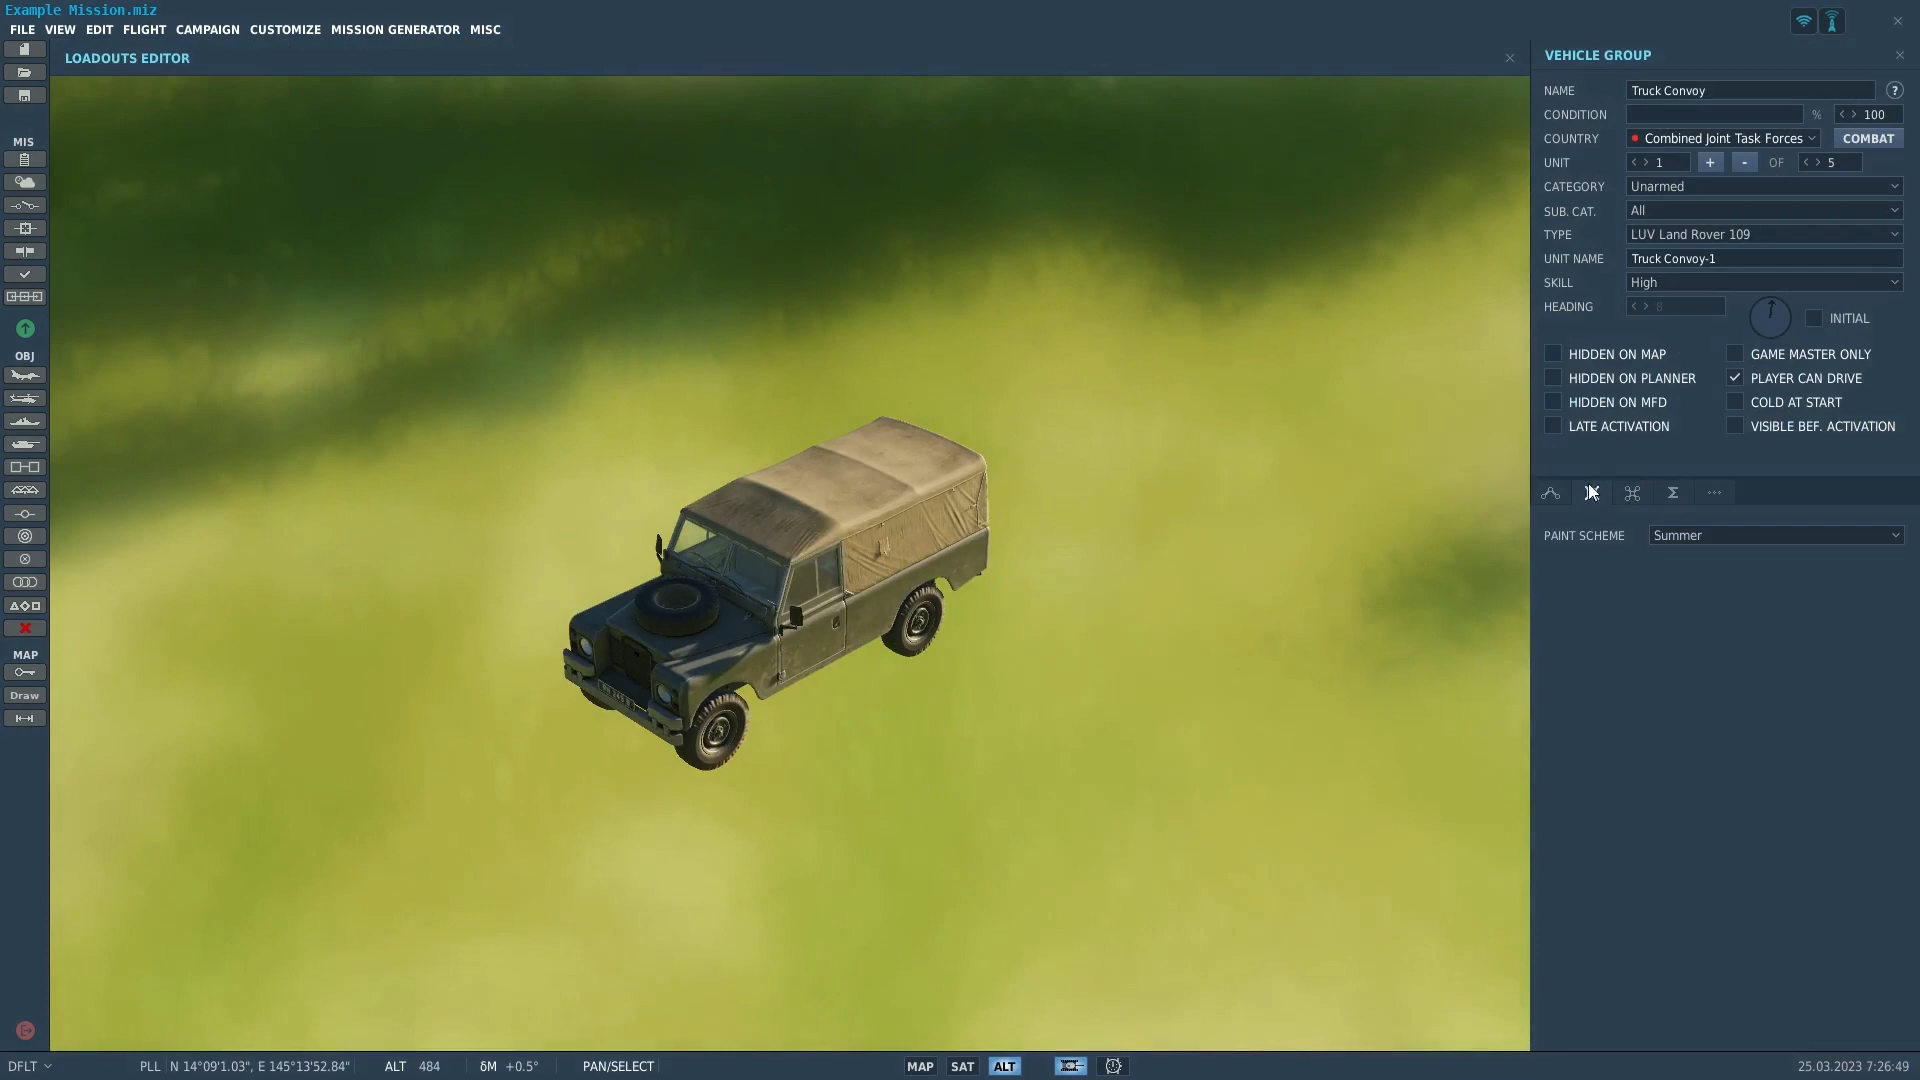 Example Mission.miz
FILE VIEW EDIT FLIGHT CAMPAIGN CUSTOMIZE MISSION GENERATOR MISC
LOADOUTS EDITOR
VEHICLE GROUP
NAME Truck Convoy ?
CONDITION % 100
COUNTRY Combined Joint Task Forces COMBAT
UNIT 1 + - OF 5
CATEGORY Unarmed
SUB. CAT. All
TYPE LUV Land Rover 109
UNIT NAME Truck Convoy-1
SKILL High
HEADING INITIAL
HIDDEN ON MAP GAME MASTER ONLY
HIDDEN ON PLANNER PLAYER CAN DRIVE
HIDDEN ON MFD COLD AT START
LATE ACTIVATION VISIBLE BEF. ACTIVATION
PAINT SCHEME Summer
MIS
OBJ
MAP
Draw
DFLT PLL N 14°09'1.03", E 145°13'52.84" ALT 484 δM +0.5° PAN/SELECT MAP SAT ALT 25.03.2023 7:26:49